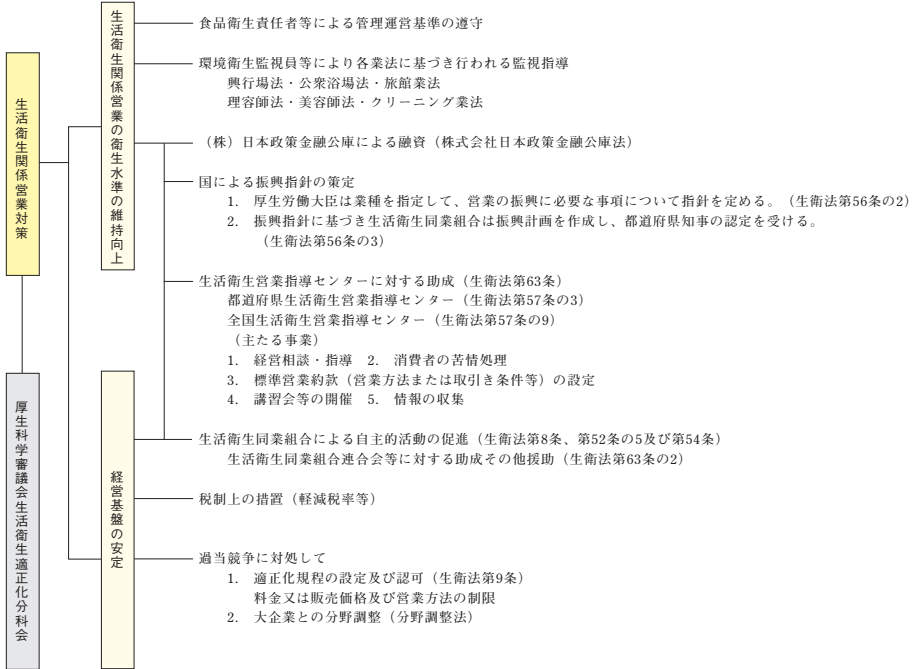 生活衛生関係営業対策
厚生科学審議会生活衛生適正化分科会
生活衛生関係営業の衛生水準の維持向上
経営基盤の安定
食品衛生責任者等による管理運営基準の遵守
環境衛生監視員等により各業法に基づき行われる監視指導
興行場法・公衆浴場法・旅館業法
理容師法・美容師法・クリーニング業法
（株）日本政策金融公庫による融資（株式会社日本政策金融公庫法）
国による振興指針の策定
1. 厚生労働大臣は業種を指定して、営業の振興に必要な事項について指針を定める。（生衛法第56条の2）
2. 振興指針に基づき生活衛生同業組合は振興計画を作成し、都道府県知事の認定を受ける。
（生衛法第56条の3）
生活衛生営業指導センターに対する助成（生衛法第63条）
都道府県生活衛生営業指導センター（生衛法第57条の3）
全国生活衛生営業指導センター（生衛法第57条の9）
（主たる事業）
1. 経営相談・指導 2. 消費者の苦情処理
3. 標準営業約款（営業方法または取引き条件等）の設定
4. 講習会等の開催 5. 情報の収集
生活衛生同業組合による自主的活動の促進（生衛法第8条、第52条の5及び第54条）
生活衛生同業組合連合会等に対する助成その他援助（生衛法第63条の2）
税制上の措置（軽減税率等）
過当競争に対処して
1. 適正化規程の設定及び認可（生衛法第9条）
料金又は販売価格及び営業方法の制限
2. 大企業との分野調整（分野調整法）